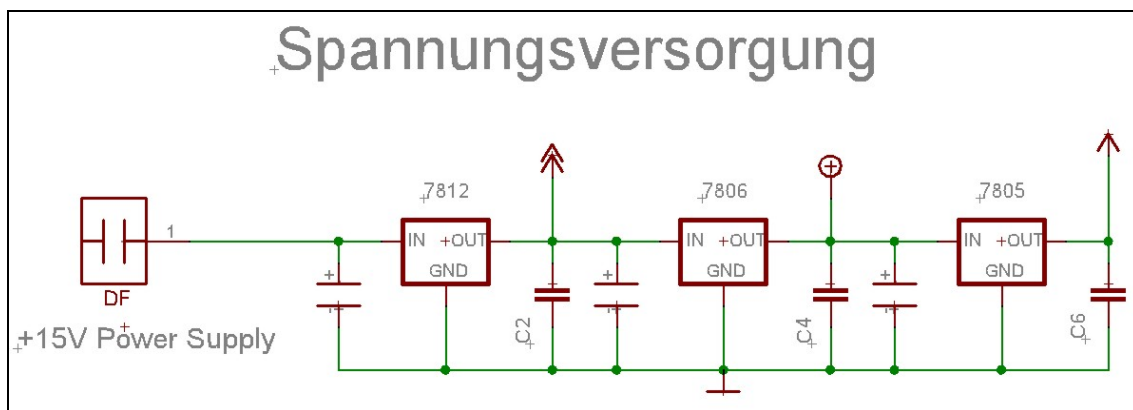 Spannungsversorgung
7812
7806
7805
1
IN +OUT
GND
IN +OUT
GND
IN +OUT
GND
DF
+15V Power Supply
C2
C4
C6